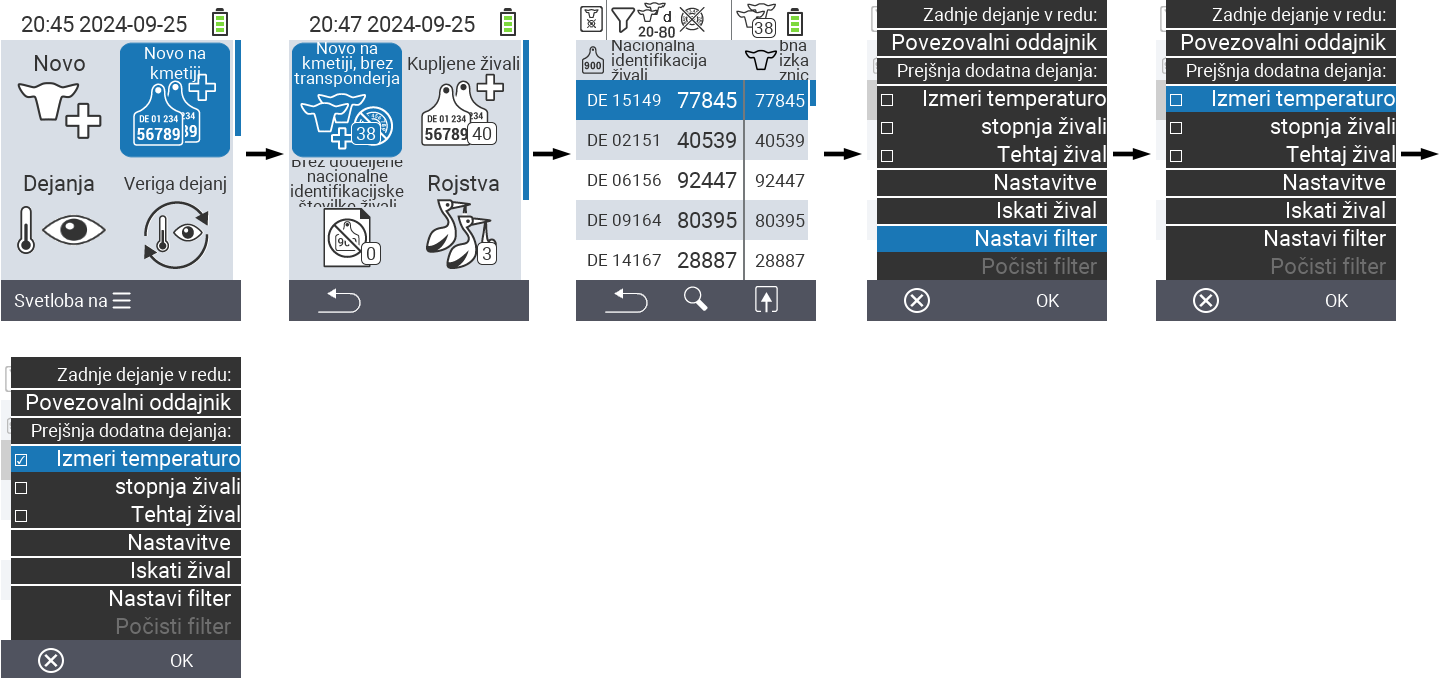 20:45 2024-09-25
Novo
Novo na
kmetiji
DE 01 234
56789
Dejanja
Veriga dejanj
Svetloba na
20:47 2024-09-25
Novo na
kmetiji, brez
transponderja
38
Kupljene živali
DE 01 234
56789
40
Brez dodeljene
nacionalne
identifikacijske
številke živali
900
0
Rojstva
3
d
20-80
38
900
Nacionalna
identifikacija
živali
bna
izka
znic
DE 15149 77845 77845
DE 02151 40539 40539
DE 06156 92447 92447
DE 09164 80395 80395
DE 14167 28887 28887
Zadnje dejanje v redu:
Povezovalni oddajnik
Prejšnja dodatna dejanja:
Izmeri temperaturo
stopnja živali
Tehtaj žival
Nastavitve
Iskati žival
Nastavi filter
Počisti filter
OK
Zadnje dejanje v redu:
Povezovalni oddajnik
Prejšnja dodatna dejanja:
Izmeri temperaturo
stopnja živali
Tehtaj žival
Nastavitve
Iskati žival
Nastavi filter
Počisti filter
OK
Zadnje dejanje v redu:
Povezovalni oddajnik
Prejšnja dodatna dejanja:
Izmeri temperaturo
stopnja živali
Tehtaj žival
Nastavitve
Iskati žival
Nastavi filter
Počisti filter
OK